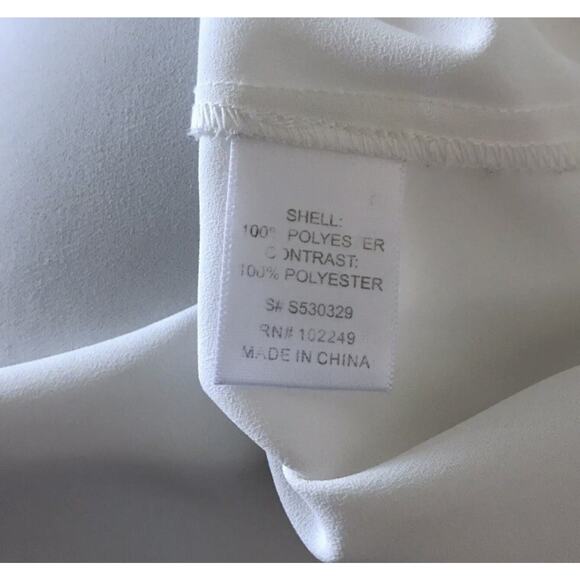 SHELL:
100% POLYESTER
CONTRAST:
100% POLYESTER
S# S530329
RN# 102249
MADE IN CHINA